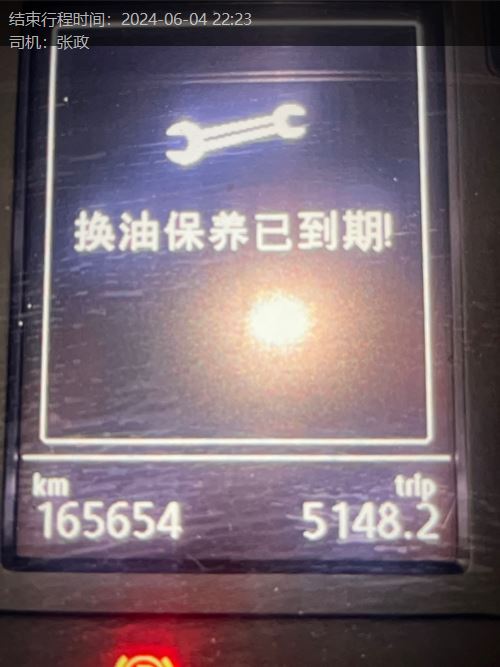 结束行程时间：2024-06-04 22:23
司机：张政
换油保养已到期!
km
trip
165654
5148.2